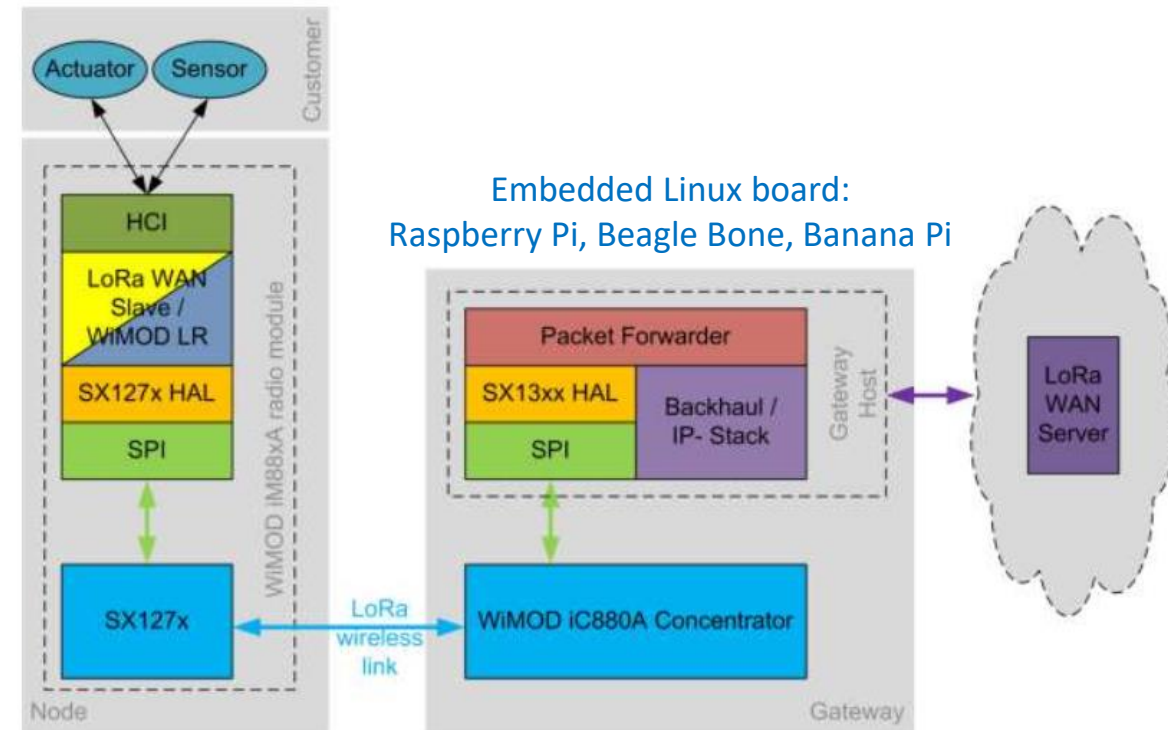 Actuator
Sensor
Customer
HCI
LoRa WAN
Slave /
WiMOD LR
SX127x HAL
SPI
WiMOD iM88xA radio module
SX127x
Node
LoRa
wireless
link
Embedded Linux board:
Raspberry Pi, Beagle Bone, Banana Pi
Packet Forwarder
SX13xx HAL
SPI
Backhaul /
IP- Stack
Gateway
Host
WiMOD iC880A Concentrator
Gateway
LoRa
WAN
Server